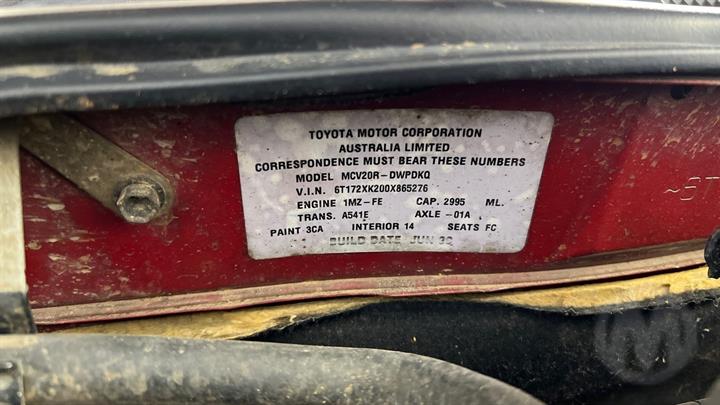 TOYOTA MOTOR CORPORATION
AUSTRALIA LIMITED
CORRESPONDENCE MUST BEAR THESE NUMBERS
MODEL MCV20R-DWPDKQ
V.I.N. 6T172XK200X865276
ENGINE 1MZ-FE CAP. 2995 ML.
TRANS. A541E AXLE -01A
PAINT 3CA INTERIOR 14 SEATS FC
BUILD DATE JUN
M